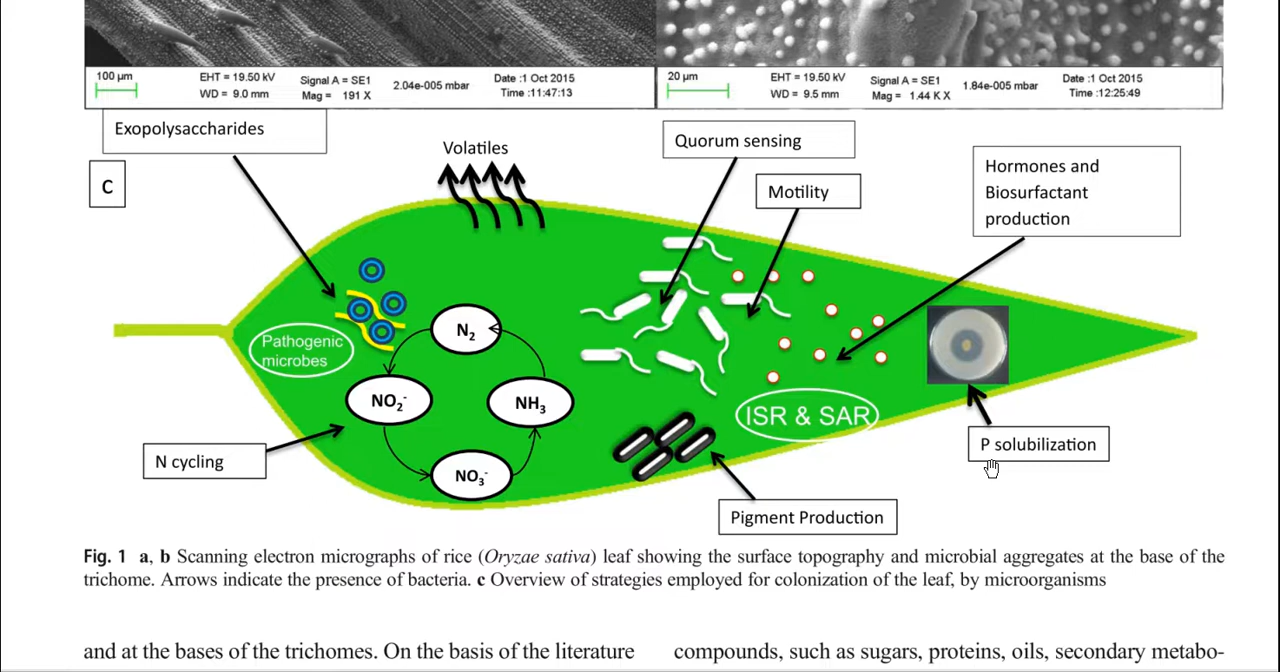 100 µm
EHT = 19.50 kV
WD = 9.0 mm
Signal A = SE1
Mag = 191 X
2.04e-005 mbar
Date :1 Oct 2015
Time :11:47:13
20 µm
EHT = 19.50 kV
WD = 9.5 mm
Signal A = SE1
Mag = 1.44 K X
1.84e-005 mbar
Date :1 Oct 2015
Time :12:25:49
Exopolysaccharides
c
Volatiles
Quorum sensing
Motility
Hormones and
Biosurfactant
production
Pathogenic
microbes
N₂
NO₂⁻
NH₃
NO₃⁻
ISR & SAR
N cycling
P solubilization
Pigment Production
Fig. 1 a, b Scanning electron micrographs of rice (Oryzae sativa) leaf showing the surface topography and microbial aggregates at the base of the
trichome. Arrows indicate the presence of bacteria. c Overview of strategies employed for colonization of the leaf, by microorganisms
and at the bases of the trichomes. On the basis of the literature
compounds, such as sugars, proteins, oils, secondary metabo-